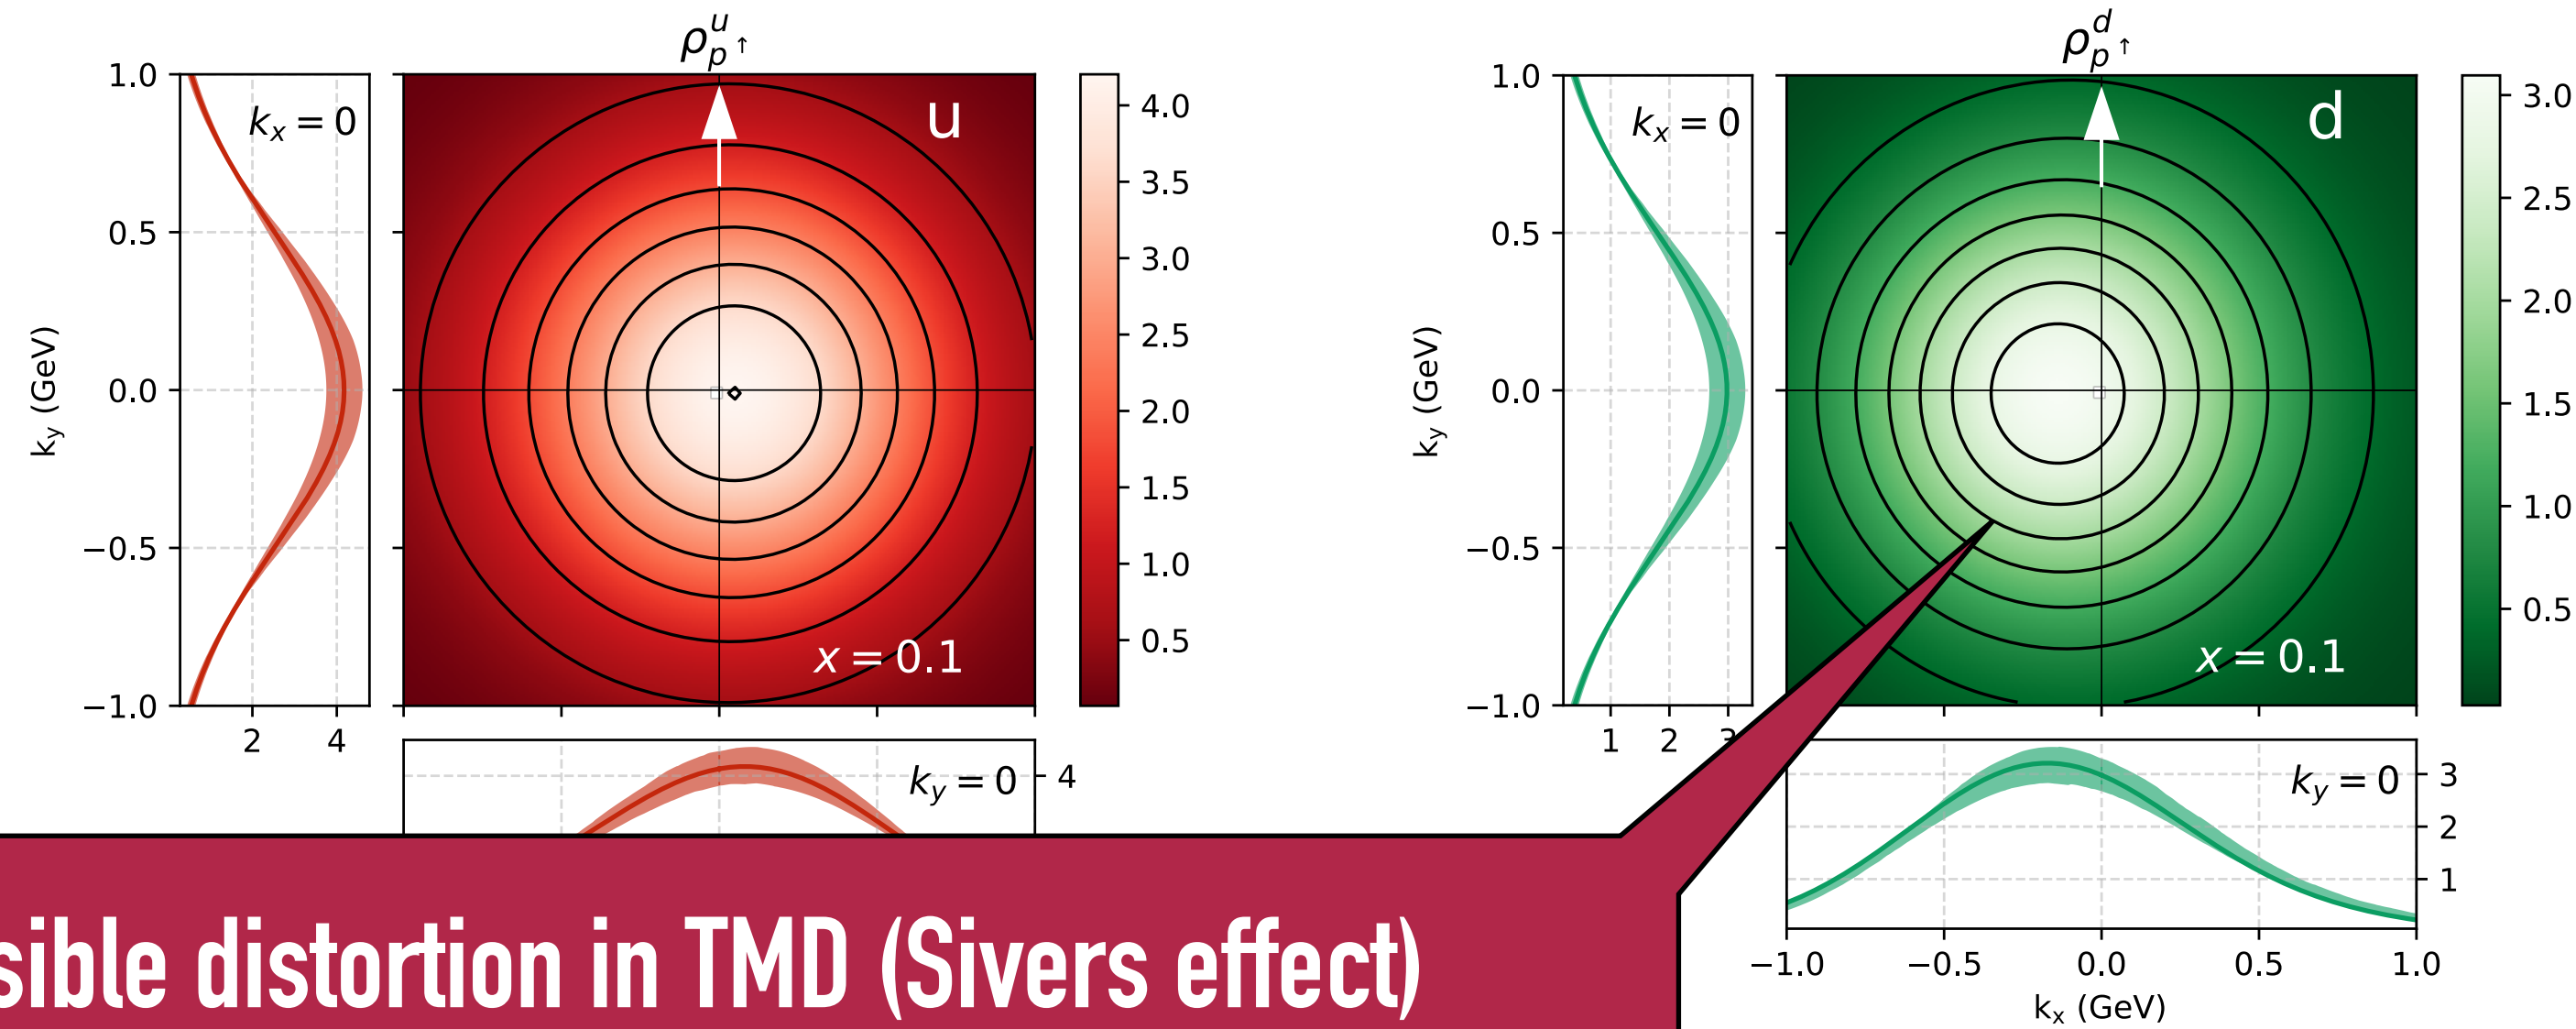 ρᵘₚ↑
1.0
0.5
0.0
−0.5
−1.0
k_y (GeV)
k_x = 0
2 4
u
x = 0.1
4.0
3.5
3.0
2.5
2.0
1.5
1.0
0.5
k_y = 0
4
ρᵈₚ↑
1.0
0.5
0.0
−0.5
−1.0
k_y (GeV)
k_x = 0
1 2 3
d
x = 0.1
3.0
2.5
2.0
1.5
1.0
0.5
k_y = 0
3
2
1
−1.0 −0.5 0.0 0.5 1.0
k_x (GeV)
sible distortion in TMD (Sivers effect)